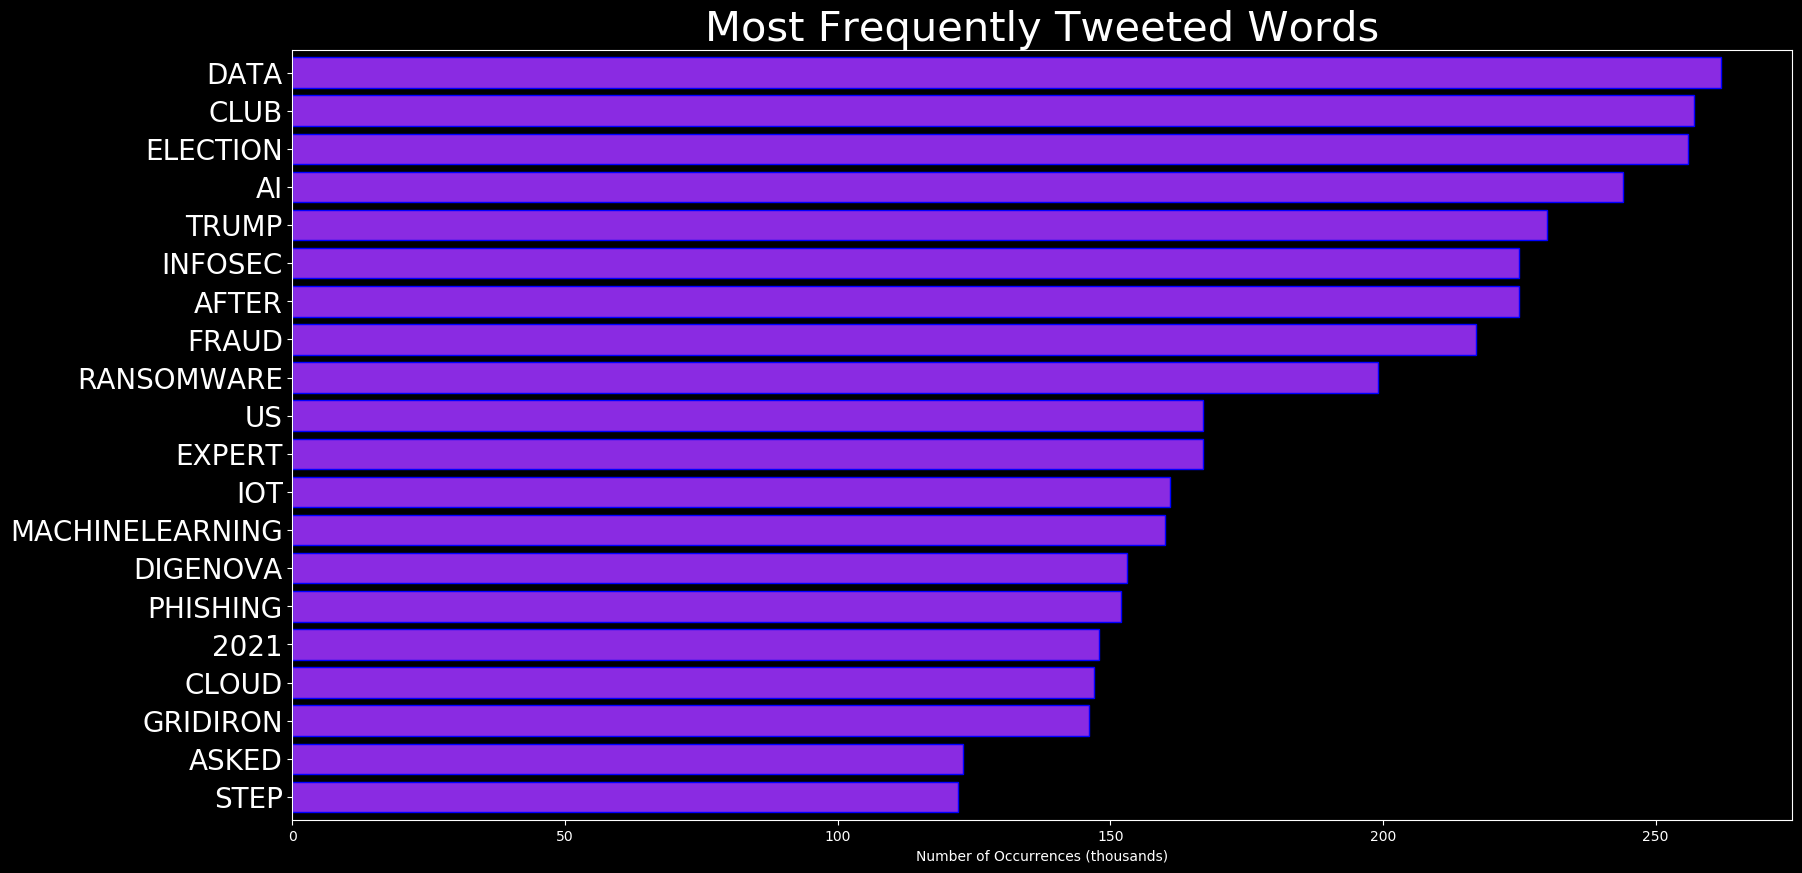 Most Frequently Tweeted Words
DATA
CLUB
ELECTION
AI
TRUMP
INFOSEC
AFTER
FRAUD
RANSOMWARE
US
EXPERT
IOT
MACHINELEARNING
DIGENOVA
PHISHING
2021
CLOUD
GRIDIRON
ASKED
STEP
0 50 100 150 200 250
Number of Occurrences (thousands)